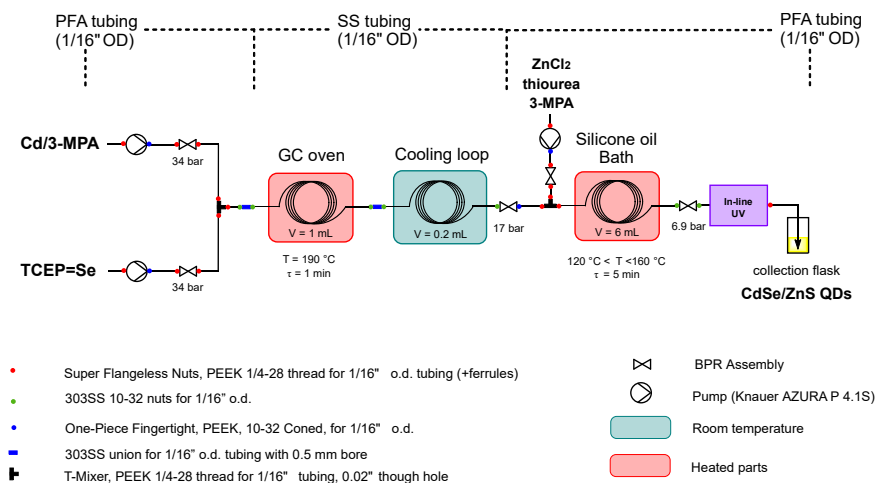 PFA tubing
(1/16" OD)
SS tubing
(1/16" OD)
PFA tubing
(1/16" OD)
ZnCl2
thiourea
3-MPA
Cd/3-MPA
34 bar
GC oven
V = 1 mL
T = 190 °C
τ = 1 min
Cooling loop
V = 0.2 mL
17 bar
Silicone oil
Bath
V = 6 mL
120 °C < T <160 °C
τ = 5 min
6.9 bar
In-line
UV
collection flask
CdSe/ZnS QDs
TCEP=Se
34 bar
Super Flangeless Nuts, PEEK 1/4-28 thread for 1/16" o.d. tubing (+ferrules)
303SS 10-32 nuts for 1/16” o.d.
One-Piece Fingertight, PEEK, 10-32 Coned, for 1/16" o.d.
303SS union for 1/16” o.d. tubing with 0.5 mm bore
T-Mixer, PEEK 1/4-28 thread for 1/16" tubing, 0.02" though hole
BPR Assembly
Pump (Knauer AZURA P 4.1S)
Room temperature
Heated parts